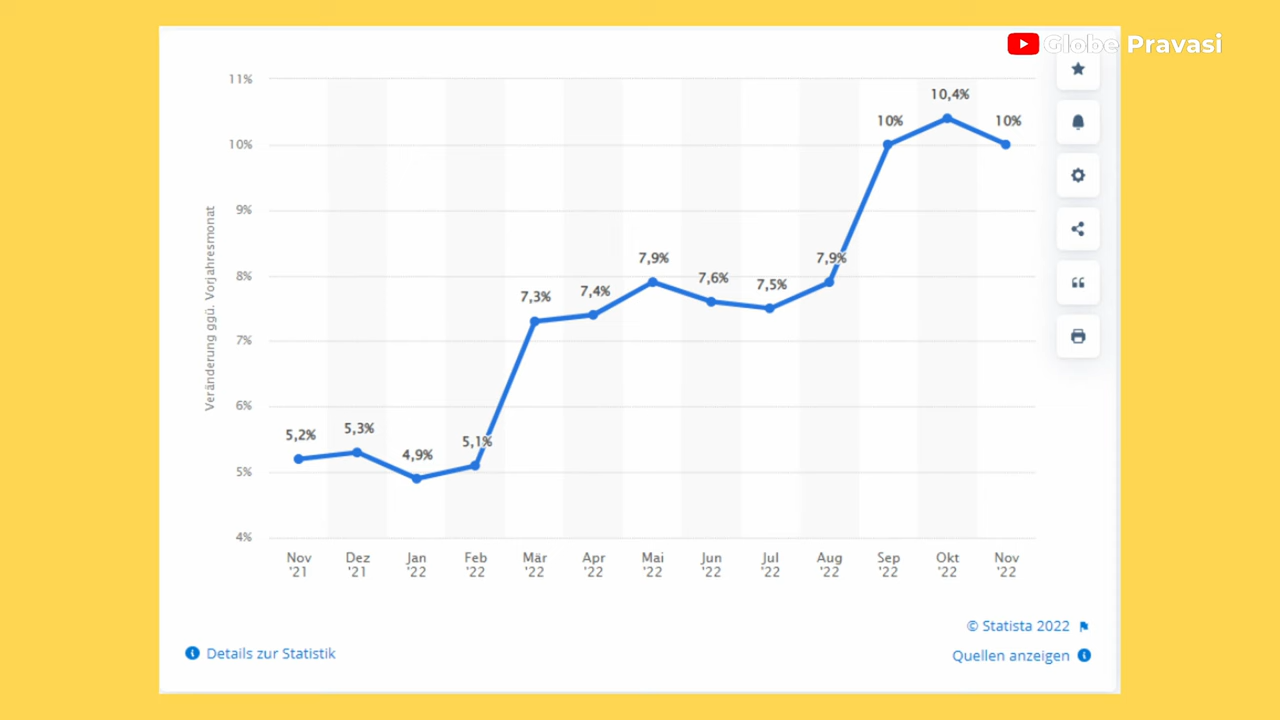 Globe Pravasi
11%
10%
9%
8%
7%
6%
5%
4%
Veränderung ggü. Vorjahresmonat
5,2%
5,3%
4,9%
5,1%
7,3%
7,4%
7,9%
7,6%
7,5%
7,9%
10%
10,4%
10%
Nov '21
Dez '21
Jan '22
Feb '22
Mär '22
Apr '22
Mai '22
Jun '22
Jul '22
Aug '22
Sep '22
Okt '22
Nov '22
© Statista 2022
Details zur Statistik
Quellen anzeigen